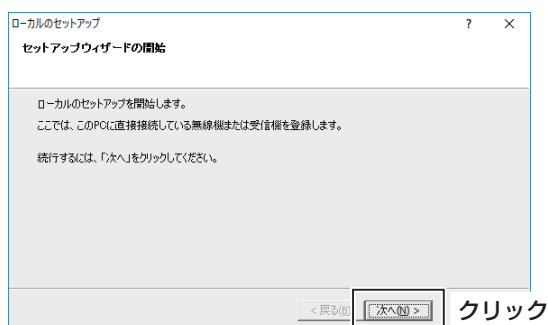 ローカルのセットアップ ? ×
セットアップウィザードの開始
ローカルのセットアップを開始します。
ここでは、このPCに直接接続している無線機または受信機を登録します。
続行するには、「次へ」をクリックしてください。
< 戻る(B) 次へ(N) > クリック